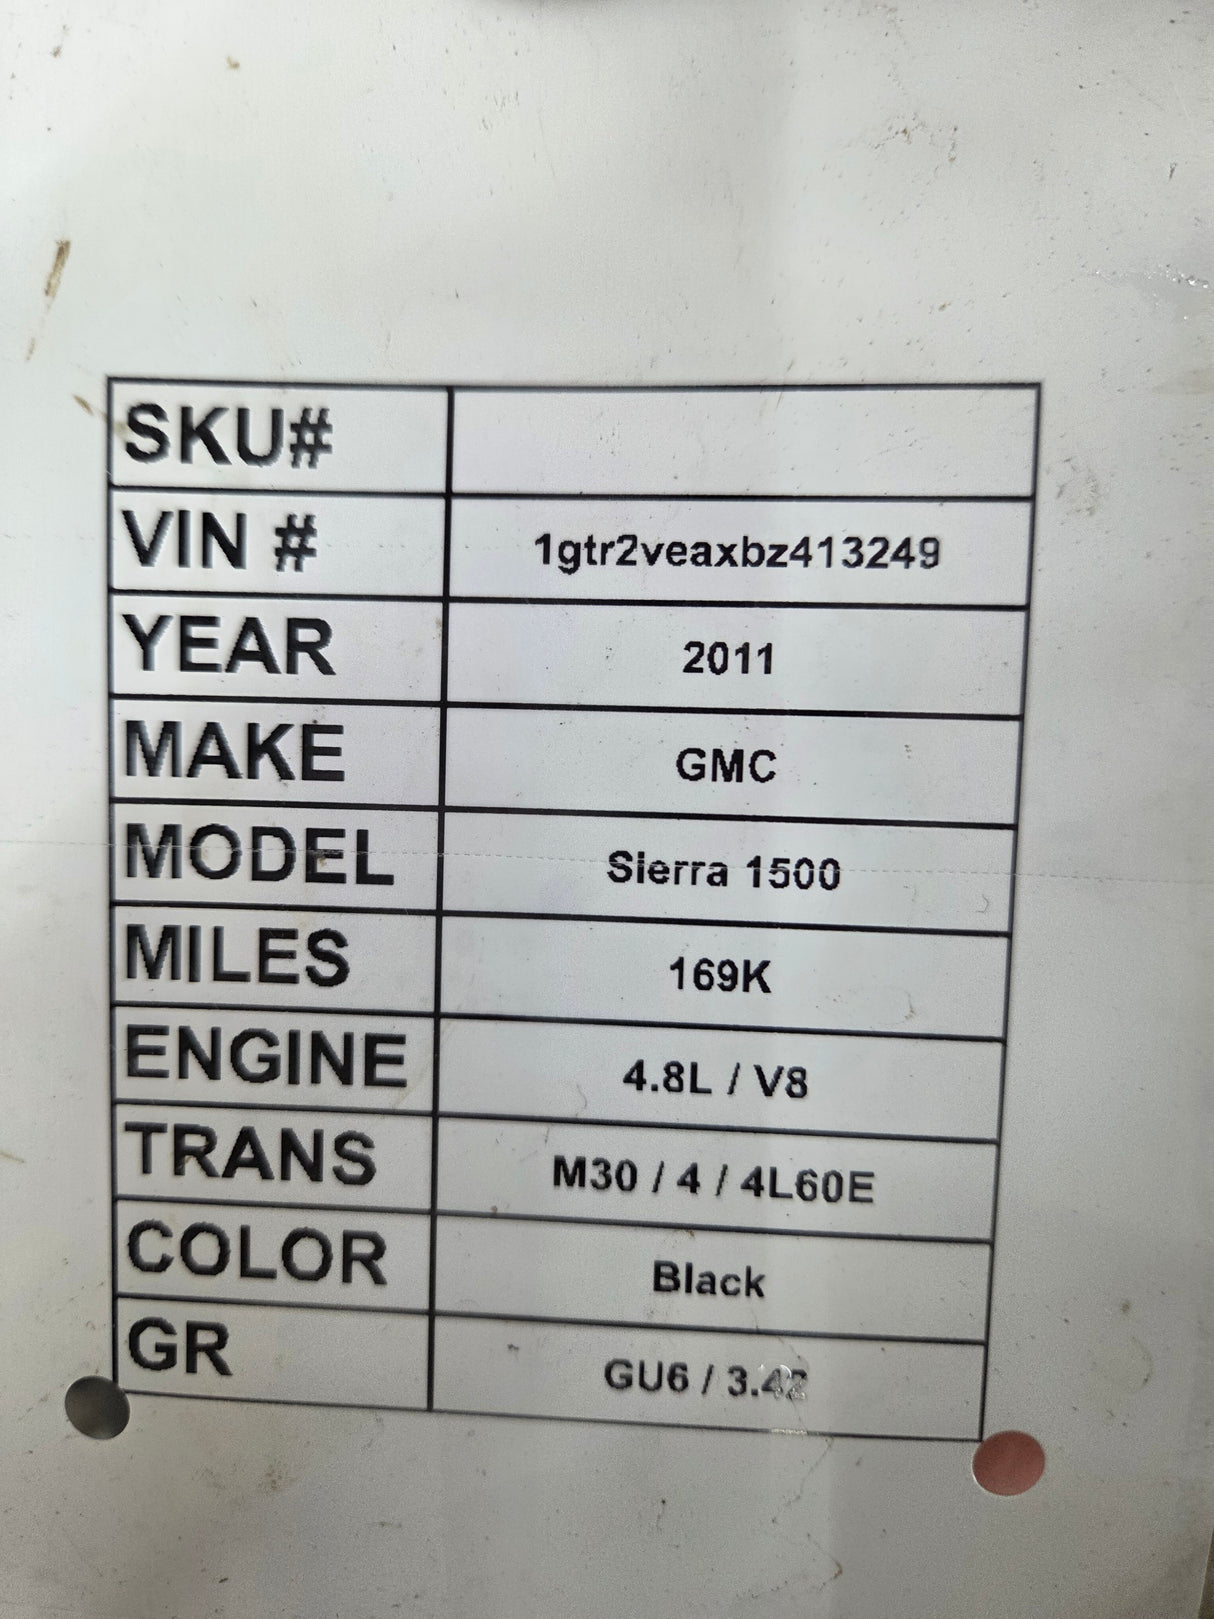 SKU#
VIN # 1gtr2veaxbz413249
YEAR 2011
MAKE GMC
MODEL Sierra 1500
MILES 169K
ENGINE 4.8L / V8
TRANS M30 / 4 / 4L60E
COLOR Black
GR GU6 / 3.42